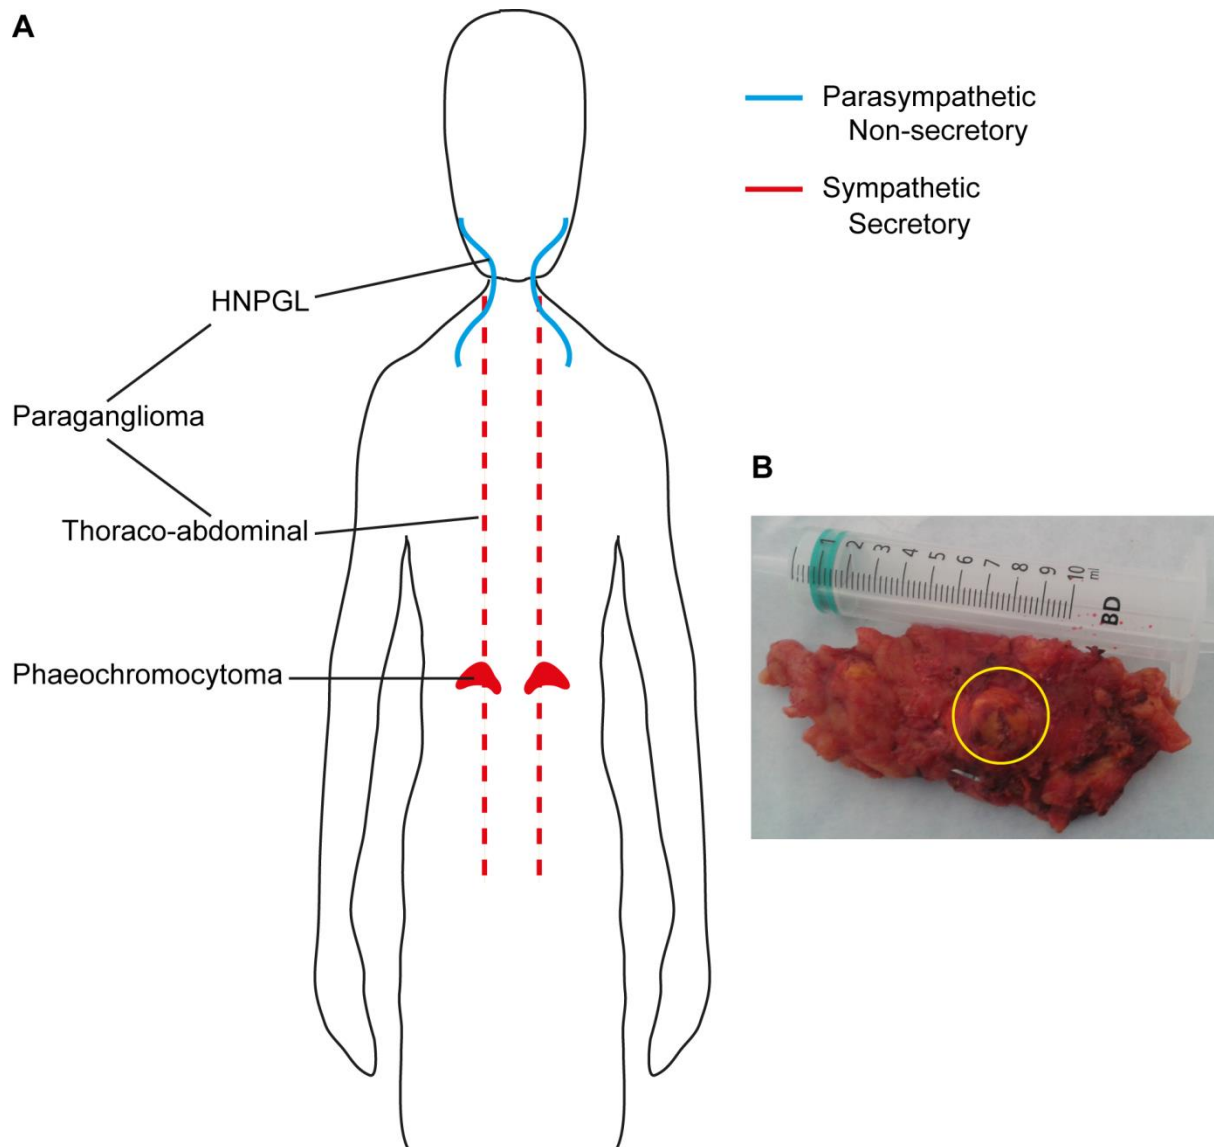 A
Parasympathetic
Non-secretory
Sympathetic
Secretory
HNPGL
Paraganglioma
Thoraco-abdominal
Phaeochromocytoma
B
1 2 3 4 5 6 7 8 9 10 ml
BD